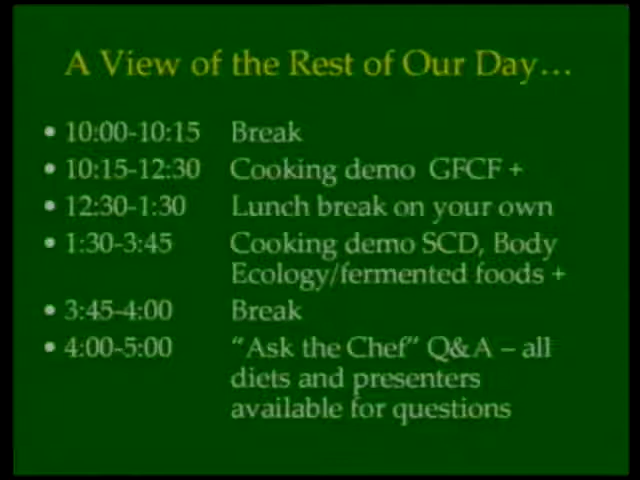 A View of the Rest of Our Day…
• 10:00-10:15 Break
• 10:15-12:30 Cooking demo GFCF +
• 12:30-1:30 Lunch break on your own
• 1:30-3:45 Cooking demo SCD, Body
Ecology/fermented foods +
• 3:45-4:00 Break
• 4:00-5:00 “Ask the Chef” Q&A – all
diets and presenters
available for questions